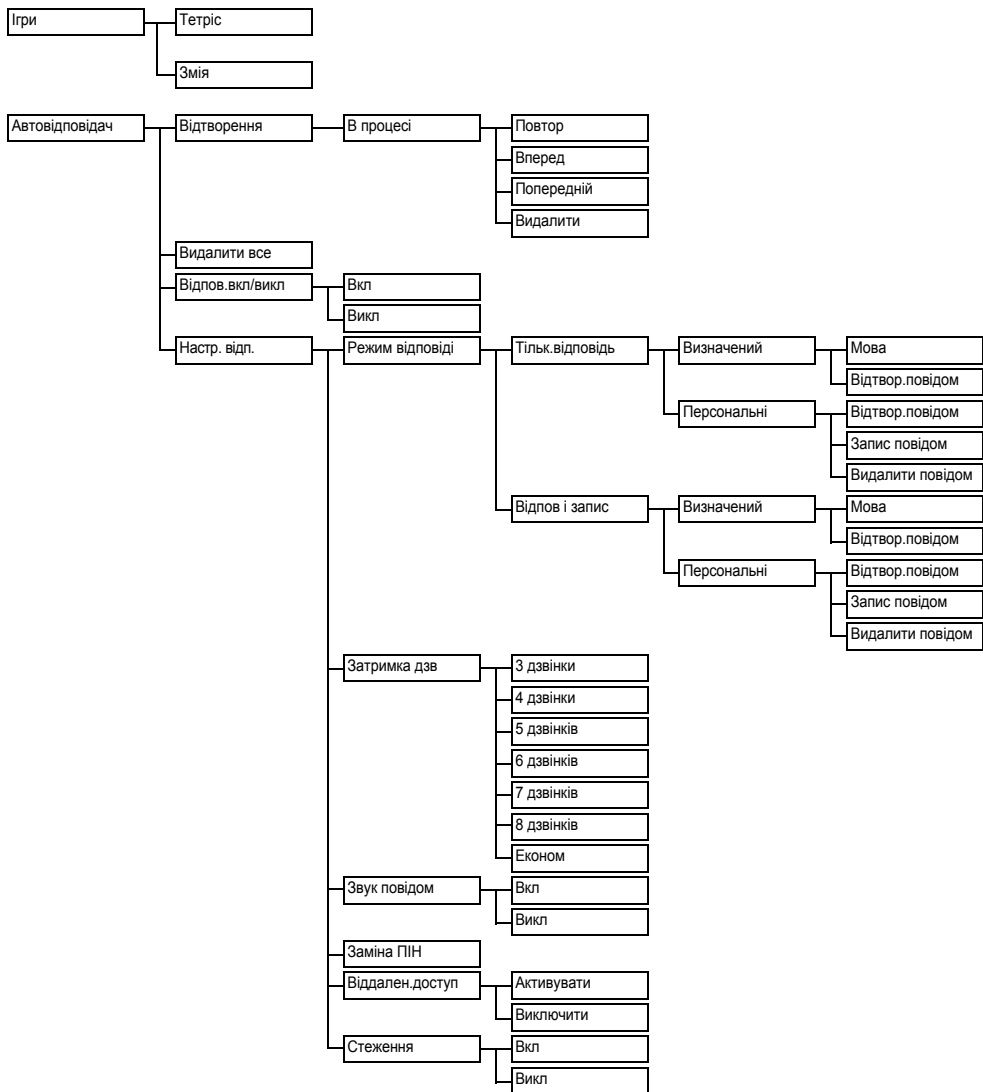 Ігри
Тетріс
Змія
Автовідповідач
Відтворення
В процесі
Повтор
Вперед
Попередній
Видалити
Видалити все
Відпов.вкл/викл
Вкл
Викл
Настр. відп.
Режим відповіді
Тільк.відповідь
Визначений
Мова
Відтвор.повідом
Персональні
Відтвор.повідом
Запис повідом
Видалити повідом
Відпов і запис
Визначений
Мова
Відтвор.повідом
Персональні
Відтвор.повідом
Запис повідом
Видалити повідом
Затримка дзв
3 дзвінки
4 дзвінки
5 дзвінків
6 дзвінків
7 дзвінків
8 дзвінків
Економ
Звук повідом
Вкл
Викл
Заміна ПІН
Віддален.доступ
Активувати
Виключити
Стеження
Вкл
Викл